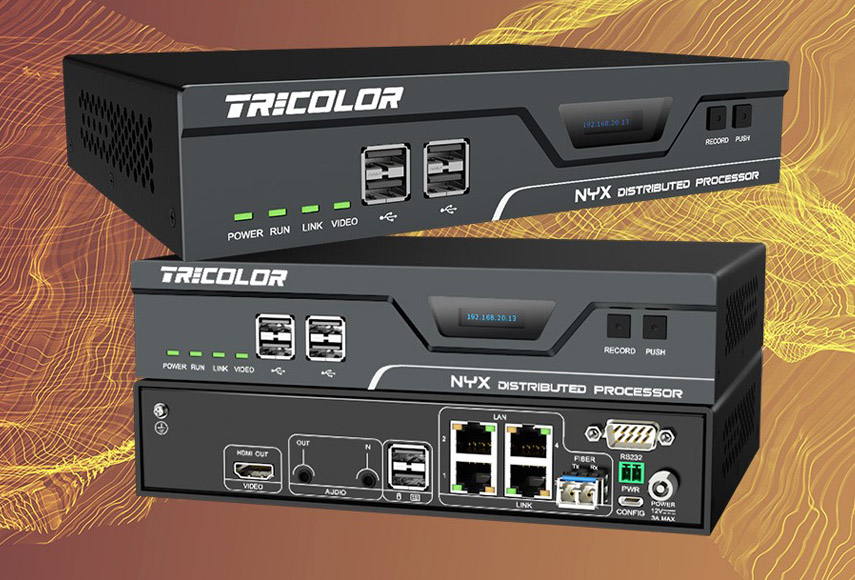 TRICOLOR
192.168.20.13
RECORD PUSH
POWER RUN LINK VIDEO
NYX DISTRIBUTED PROCESSOR
TRICOLOR
192.168.20.13
RECORD PUSH
POWER RUN LINK VIDEO
NYX DISTRIBUTED PROCESSOR
HDMI OUT
VIDEO
OUT IN
AUDIO
LAN
2 4
1
LINK
FIBER
Tx Rx
RS232
PWR
CONFIG
POWER
12V
3A MAX